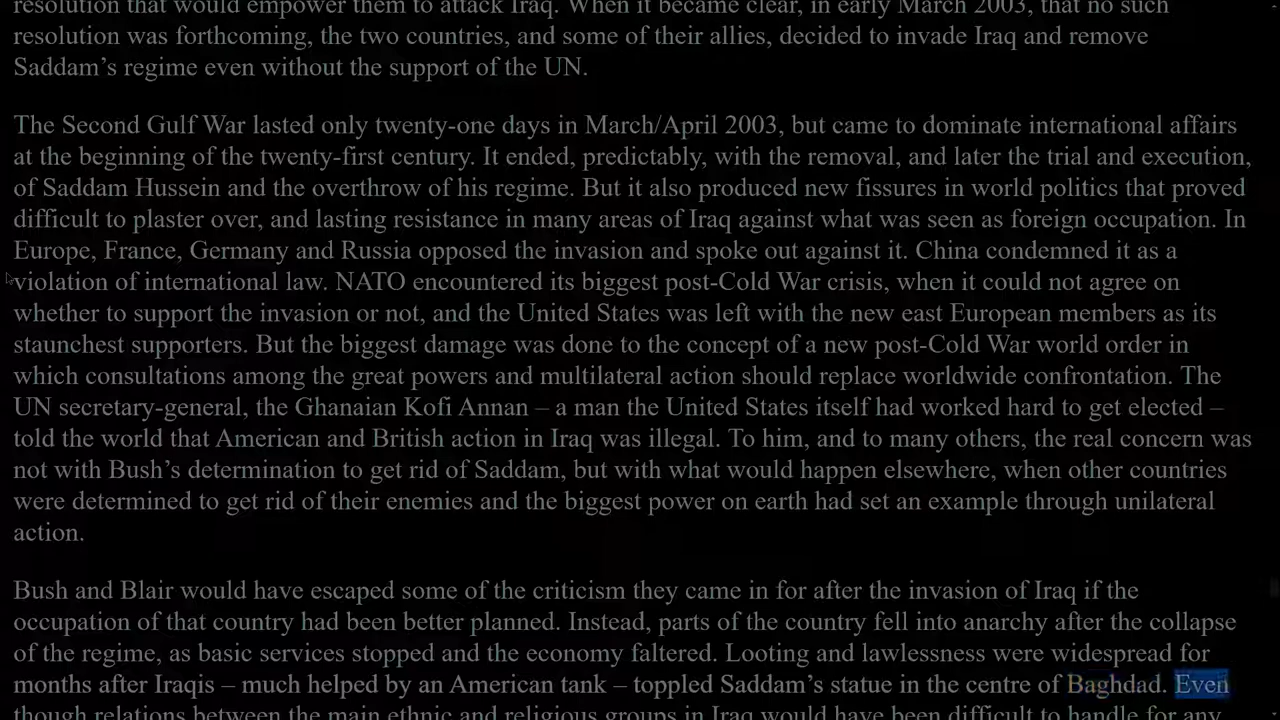 resolution that would empower them to attack Iraq. When it became clear, in early March 2003, that no such
resolution was forthcoming, the two countries, and some of their allies, decided to invade Iraq and remove
Saddam’s regime even without the support of the UN.
The Second Gulf War lasted only twenty-one days in March/April 2003, but came to dominate international affairs
at the beginning of the twenty-first century. It ended, predictably, with the removal, and later the trial and execution,
of Saddam Hussein and the overthrow of his regime. But it also produced new fissures in world politics that proved
difficult to plaster over, and lasting resistance in many areas of Iraq against what was seen as foreign occupation. In
Europe, France, Germany and Russia opposed the invasion and spoke out against it. China condemned it as a
violation of international law. NATO encountered its biggest post-Cold War crisis, when it could not agree on
whether to support the invasion or not, and the United States was left with the new east European members as its
staunchest supporters. But the biggest damage was done to the concept of a new post-Cold War world order in
which consultations among the great powers and multilateral action should replace worldwide confrontation. The
UN secretary-general, the Ghanaian Kofi Annan – a man the United States itself had worked hard to get elected –
told the world that American and British action in Iraq was illegal. To him, and to many others, the real concern was
not with Bush’s determination to get rid of Saddam, but with what would happen elsewhere, when other countries
were determined to get rid of their enemies and the biggest power on earth had set an example through unilateral
action.
Bush and Blair would have escaped some of the criticism they came in for after the invasion of Iraq if the
occupation of that country had been better planned. Instead, parts of the country fell into anarchy after the collapse
of the regime, as basic services stopped and the economy faltered. Looting and lawlessness were widespread for
months after Iraqis – much helped by an American tank – toppled Saddam’s statue in the centre of Baghdad. Even
though relations between the main ethnic and religious groups in Iraq would have been difficult to handle for any